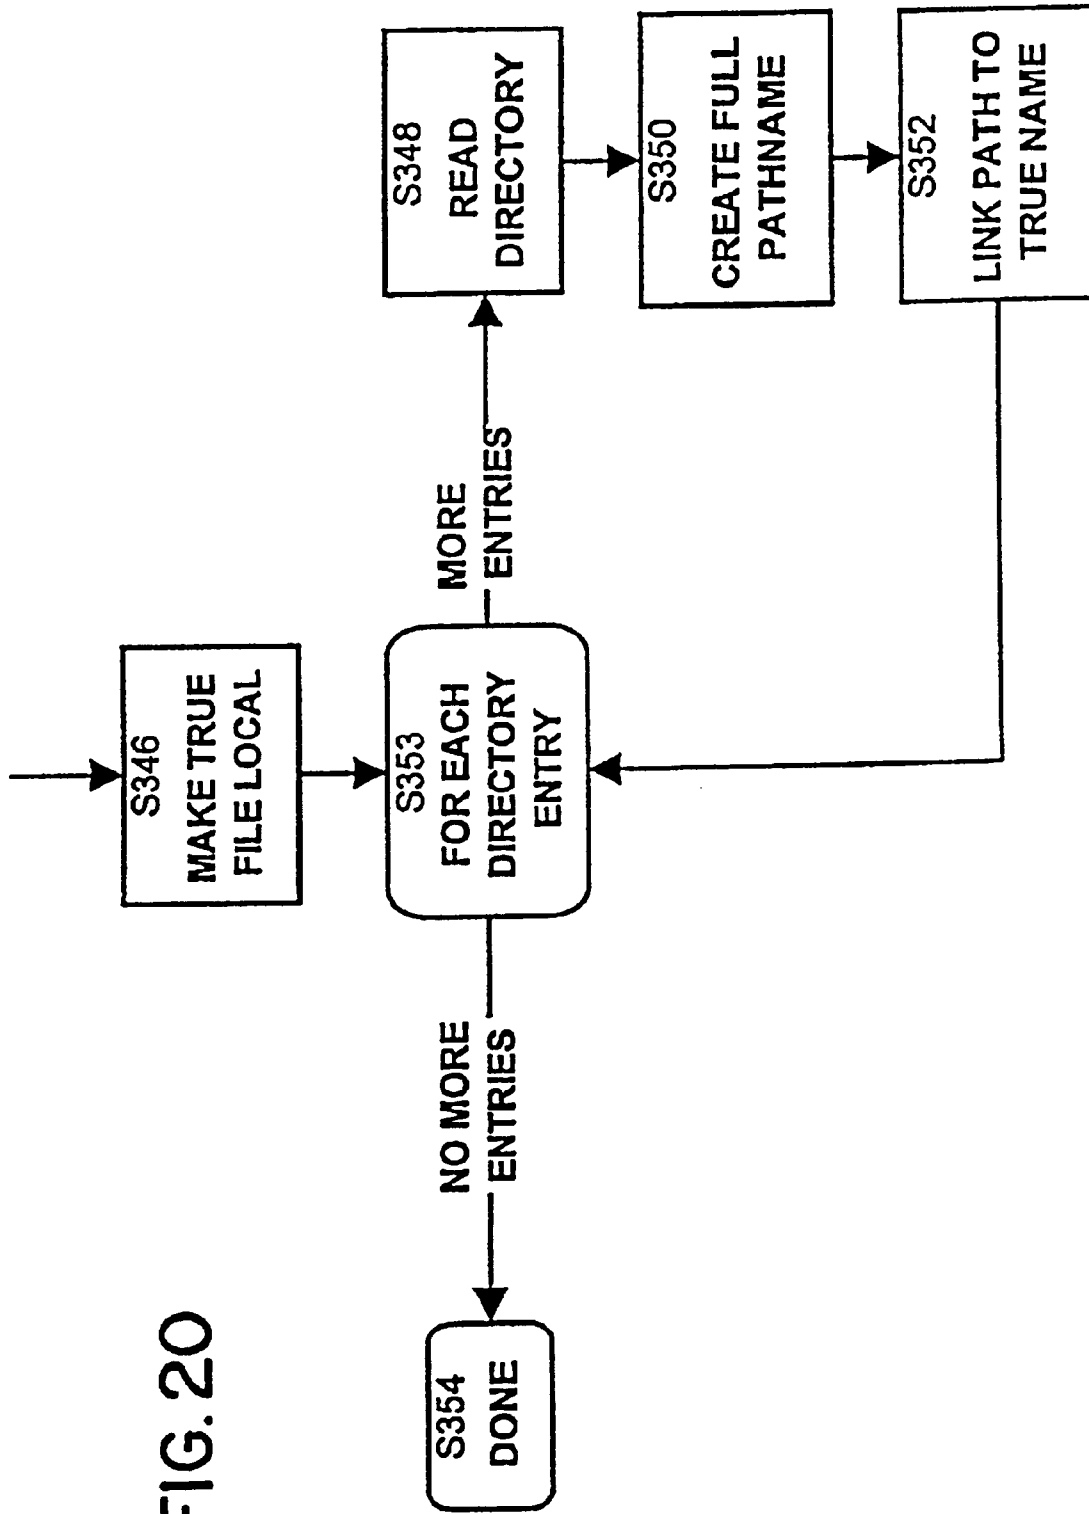 FIG. 20
S346
MAKE TRUE
FILE LOCAL
S353
FOR EACH
DIRECTORY
ENTRY
MORE
ENTRIES
S348
READ
DIRECTORY
S350
CREATE FULL
PATHNAME
S352
LINK PATH TO
TRUE NAME
NO MORE
ENTRIES
S354
DONE